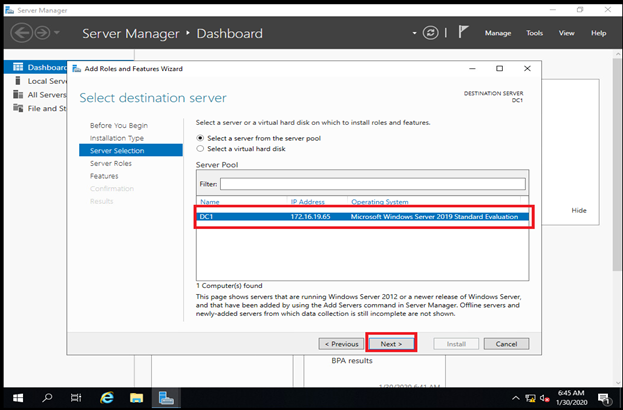 Server Manager
Server Manager ‣ Dashboard
Manage Tools View Help
Dashboard
Local Serve
All Servers
File and St
Add Roles and Features Wizard
Select destination server
DESTINATION SERVER
DC1
Before You Begin
Installation Type
Server Selection
Server Roles
Features
Confirmation
Results
Select a server or a virtual hard disk on which to install roles and features.
Select a server from the server pool
Select a virtual hard disk
Server Pool
Filter:
Name IP Address Operating System
DC1 172.16.19.65 Microsoft Windows Server 2019 Standard Evaluation
1 Computer(s) found
This page shows servers that are running Windows Server 2012 or a newer release of Windows Server,
and that have been added by using the Add Servers command in Server Manager. Offline servers and
newly-added servers from which data collection is still incomplete are not shown.
< Previous Next > Install Cancel
Hide
BPA results
1/30/2020 6:41 AM
6:45 AM
1/30/2020